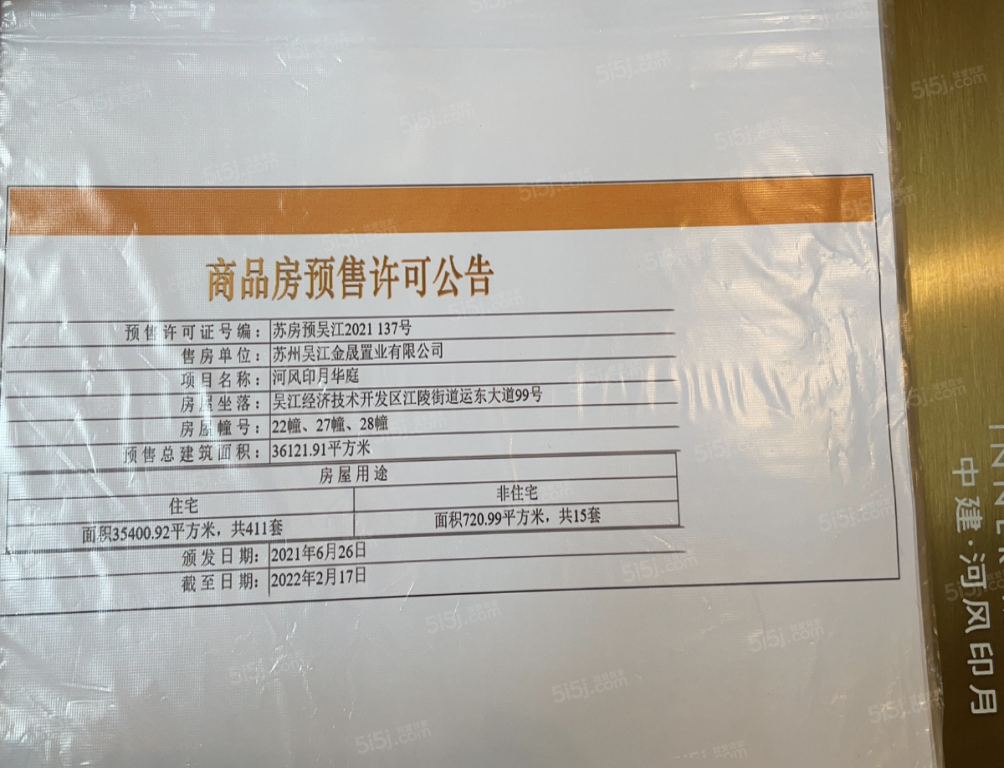 商品房预售许可公告
预售许可证号编：苏房预吴江2021 137号
售房单位：苏州吴江金晟置业有限公司
项目名称：河风印月华庭
房屋坐落：吴江经济技术开发区江陵街道运东大道99号
房屋幢号：22幢、27幢、28幢
预售总建筑面积：36121.91平方米
房屋用途
住宅 非住宅
面积35400.92平方米，共411套 面积720.99平方米，共15套
颁发日期：2021年6月26日
截至日期：2022年2月17日
中建·河风印月
5i5j.com